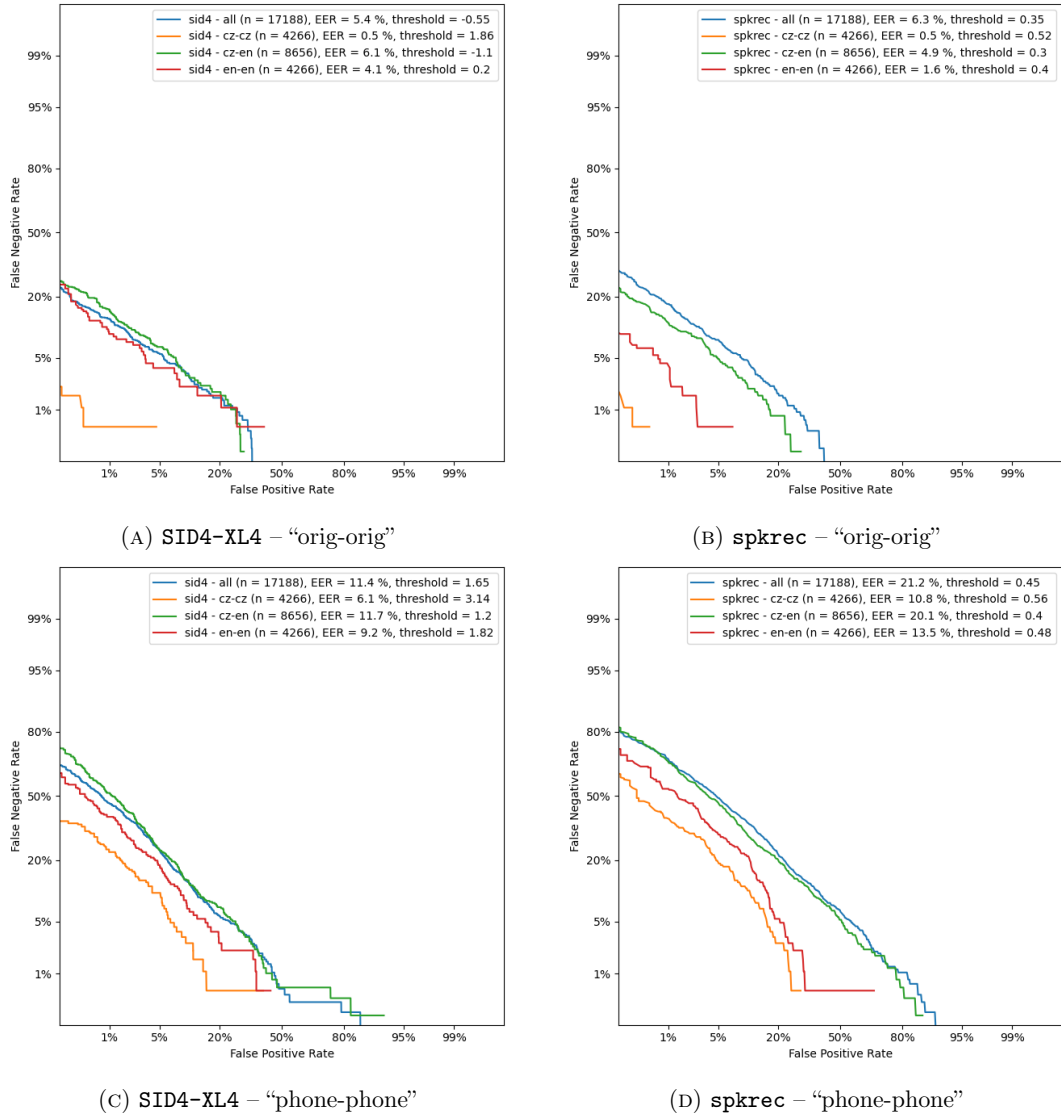 sid4 - all (n = 17188), EER = 5.4 %, threshold = -0.55
sid4 - cz-cz (n = 4266), EER = 0.5 %, threshold = 1.86
sid4 - cz-en (n = 8656), EER = 6.1 %, threshold = -1.1
sid4 - en-en (n = 4266), EER = 4.1 %, threshold = 0.2
99%
95%
80%
50%
20%
5%
1%
False Negative Rate
1% 5% 20% 50% 80% 95% 99%
False Positive Rate
(A) SID4-XL4 – “orig-orig”
spkrec - all (n = 17188), EER = 6.3 %, threshold = 0.35
spkrec - cz-cz (n = 4266), EER = 0.5 %, threshold = 0.52
spkrec - cz-en (n = 8656), EER = 4.9 %, threshold = 0.3
spkrec - en-en (n = 4266), EER = 1.6 %, threshold = 0.4
99%
95%
80%
50%
20%
5%
1%
False Negative Rate
1% 5% 20% 50% 80% 95% 99%
False Positive Rate
(B) spkrec – “orig-orig”
sid4 - all (n = 17188), EER = 11.4 %, threshold = 1.65
sid4 - cz-cz (n = 4266), EER = 6.1 %, threshold = 3.14
sid4 - cz-en (n = 8656), EER = 11.7 %, threshold = 1.2
sid4 - en-en (n = 4266), EER = 9.2 %, threshold = 1.82
99%
95%
80%
50%
20%
5%
1%
False Negative Rate
1% 5% 20% 50% 80% 95% 99%
False Positive Rate
(C) SID4-XL4 – “phone-phone”
spkrec - all (n = 17188), EER = 21.2 %, threshold = 0.45
spkrec - cz-cz (n = 4266), EER = 10.8 %, threshold = 0.56
spkrec - cz-en (n = 8656), EER = 20.1 %, threshold = 0.4
spkrec - en-en (n = 4266), EER = 13.5 %, threshold = 0.48
99%
95%
80%
50%
20%
5%
1%
False Negative Rate
1% 5% 20% 50% 80% 95% 99%
False Positive Rate
(D) spkrec – “phone-phone”